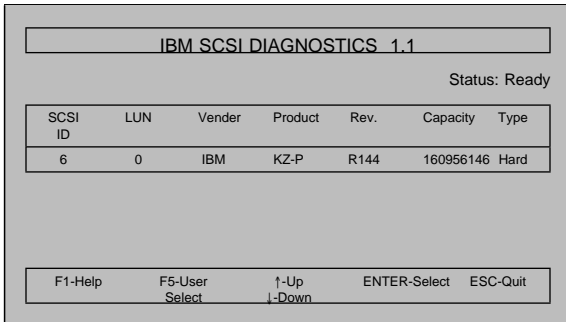 IBM SCSI DIAGNOSTICS 1.1
Status: Ready
SCSI ID LUN Vender Product Rev. Capacity Type
6 0 IBM KZ-P R144 160956146 Hard
F1-Help F5-User Select ↑-Up ↓-Down ENTER-Select ESC-Quit